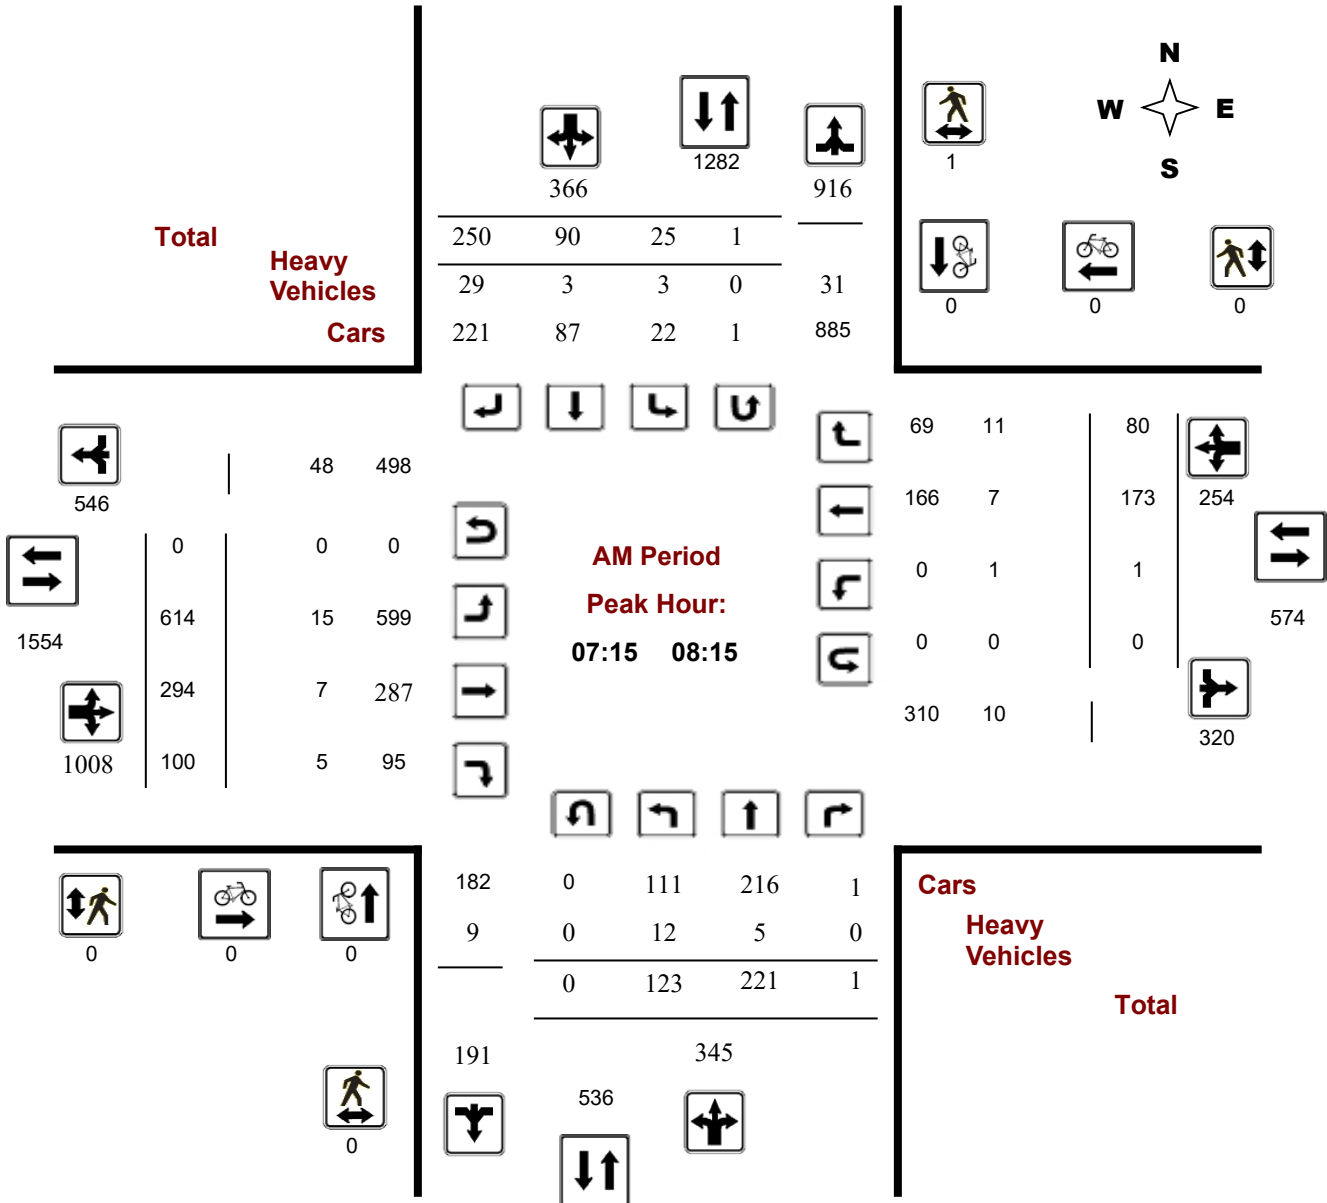 N
W E
S
1282
1
366 916
Total 250 90 25 1
Heavy
Vehicles 29 3 3 0 31
0 0 0
Cars 221 87 22 1 885
69 11 80
48 498
546 166 7 173 254
0 0 0
AM Period
0 1 1
Peak Hour:
614 15 599 574
1554 07:15 08:15 0 0 0
294 7 287
310 10
320
1008 100 5 95
182 0 111 216 1 Cars
9 0 12 5 0 Heavy
Vehicles
0 0 0
0 123 221 1
Total
191 345
536
0